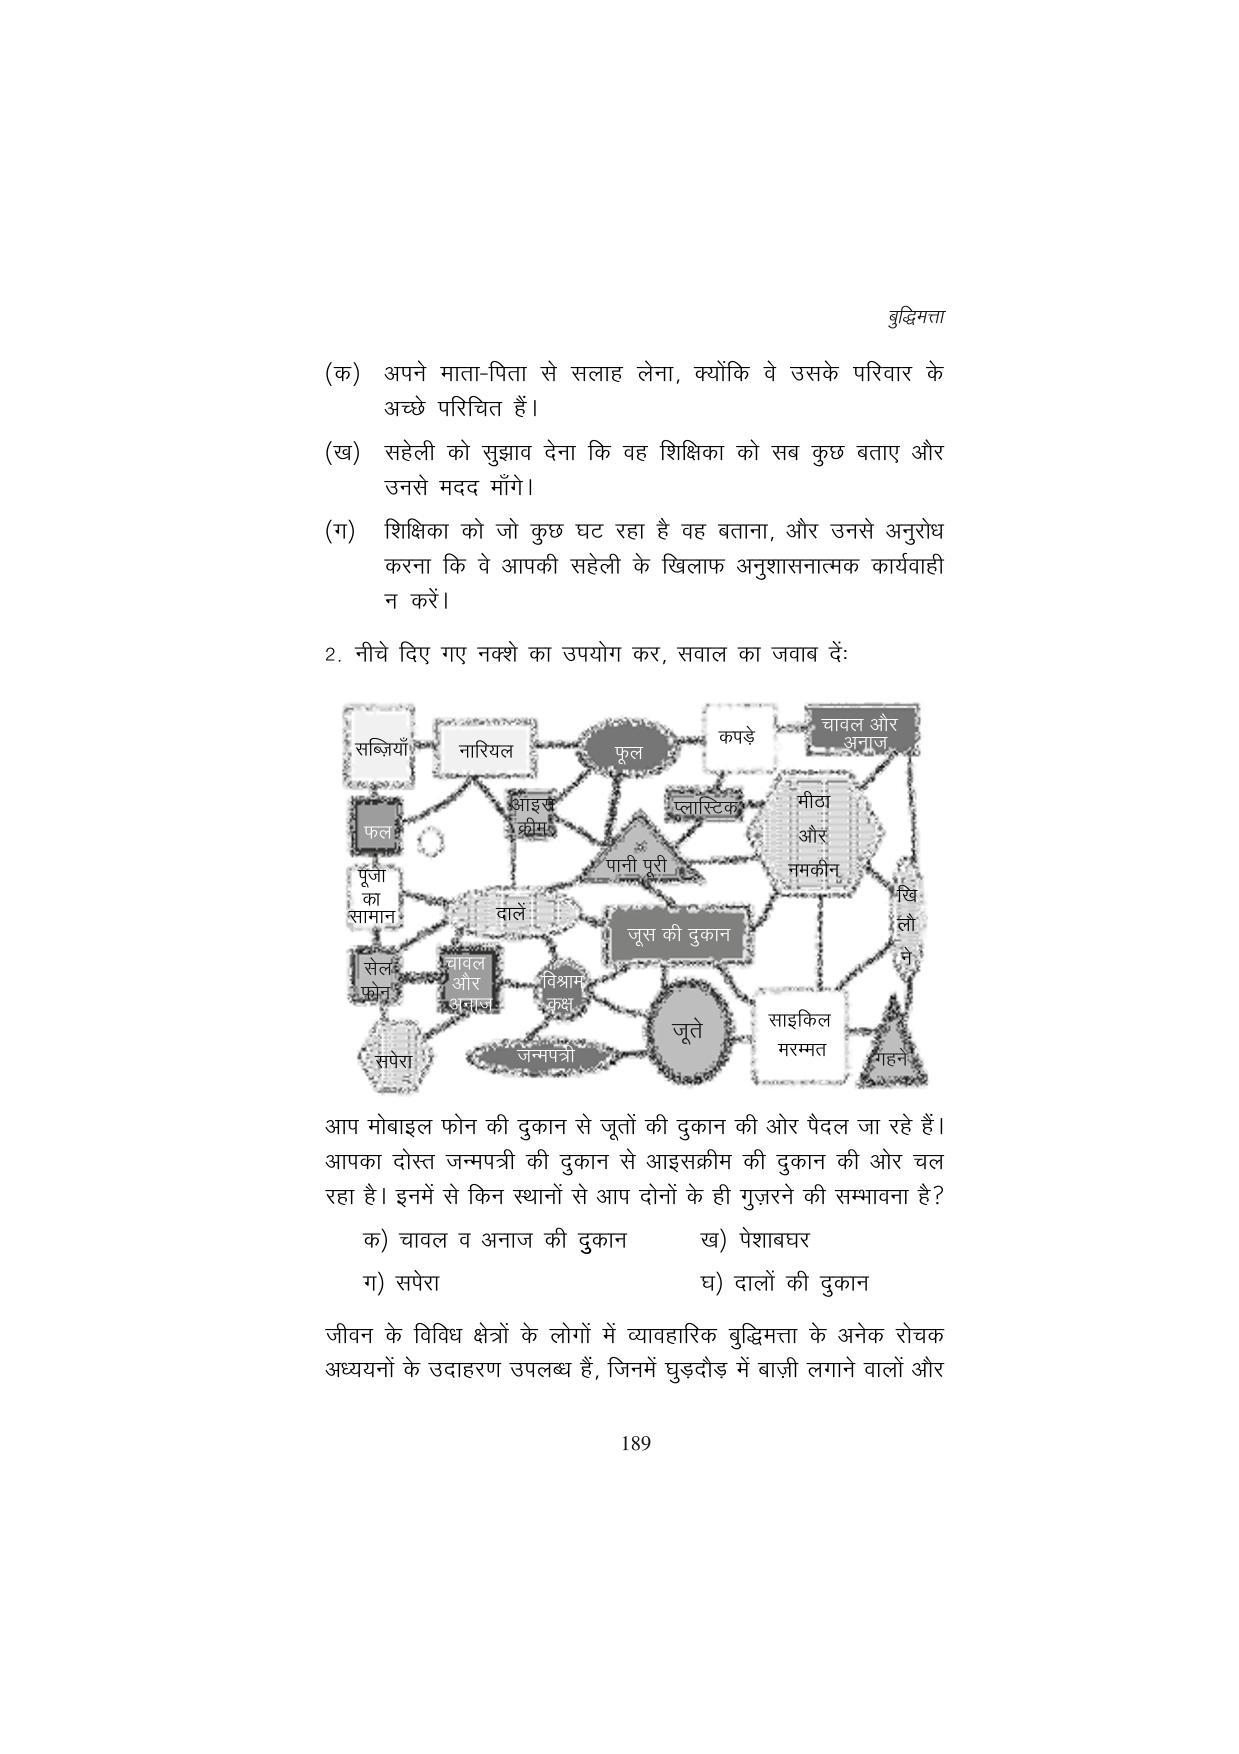 बुद्धिमत्ता
(क) अपने माता-पिता से सलाह लेना, क्योंकि वे उसके परिवार के
अच्छे परिचित हैं।
(ख) सहेली को सुझाव देना कि वह शिक्षिका को सब कुछ बताए और
उनसे मदद माँगे।
(ग) शिक्षिका को जो कुछ घट रहा है वह बताना, और उनसे अनुरोध
करना कि वे आपकी सहेली के खिलाफ अनुशासनात्मक कार्यवाही
न करें।
2. नीचे दिए गए नक्शे का उपयोग कर, सवाल का जवाब दें:
सब्ज़ियाँ
नारियल
फूल
कपड़े
चावल और
अनाज
फल
आइस
क्रीम
प्लास्टिक
मीठा
और
नमकीन
पानी पूरी
पूजा
का
सामान
दालें
जूस की दुकान
खि
लौ
ने
सेल
फोन
चावल
और
अनाज
विश्राम
कक्ष
जूते
साइकिल
मरम्मत
सपेरा
जन्मपत्री
गहने
आप मोबाइल फोन की दुकान से जूतों की दुकान की ओर पैदल जा रहे हैं।
आपका दोस्त जन्मपत्री की दुकान से आइसक्रीम की दुकान की ओर चल
रहा है। इनमें से किन स्थानों से आप दोनों के ही गुज़रने की सम्भावना है?
क) चावल व अनाज की दुकान ख) पेशाबघर
ग) सपेरा घ) दालों की दुकान
जीवन के विविध क्षेत्रों के लोगों में व्यावहारिक बुद्धिमत्ता के अनेक रोचक
अध्ययनों के उदाहरण उपलब्ध हैं, जिनमें घुड़दौड़ में बाज़ी लगाने वालों और
189